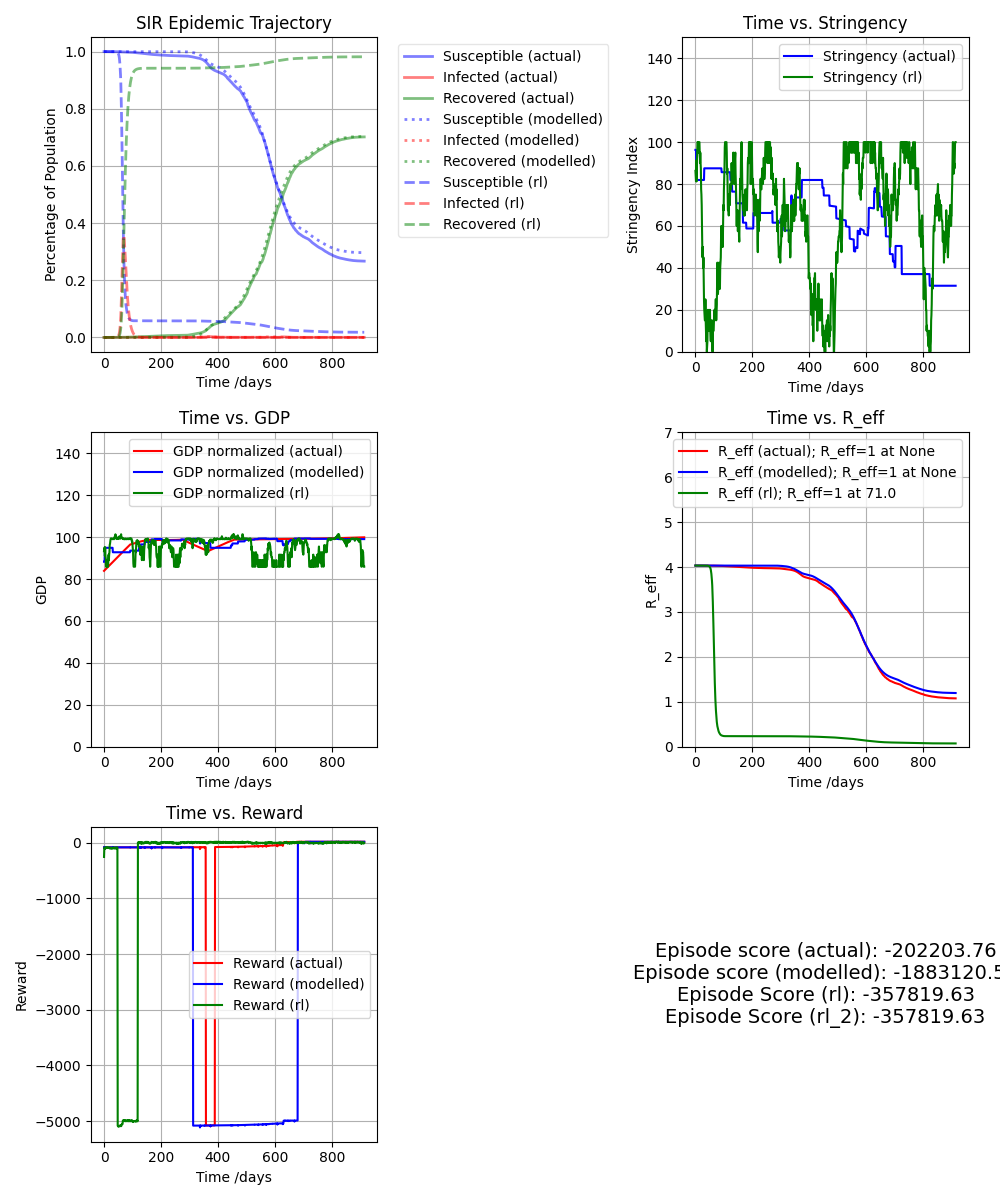 SIR Epidemic Trajectory
Percentage of Population
1.0
0.8
0.6
0.4
0.2
0.0
0 200 400 600 800
Time /days
Susceptible (actual)
Infected (actual)
Recovered (actual)
Susceptible (modelled)
Infected (modelled)
Recovered (modelled)
Susceptible (rl)
Infected (rl)
Recovered (rl)
Time vs. Stringency
Stringency Index
140
120
100
80
60
40
20
0
Stringency (actual)
Stringency (rl)
0 200 400 600 800
Time /days
Time vs. GDP
GDP
140
120
100
80
60
40
20
0
GDP normalized (actual)
GDP normalized (modelled)
GDP normalized (rl)
0 200 400 600 800
Time /days
Time vs. R_eff
R_eff
7
6
5
4
3
2
1
0
R_eff (actual); R_eff=1 at None
R_eff (modelled); R_eff=1 at None
R_eff (rl); R_eff=1 at 71.0
0 200 400 600 800
Time /days
Time vs. Reward
Reward
0
−1000
−2000
−3000
−4000
−5000
Reward (actual)
Reward (modelled)
Reward (rl)
0 200 400 600 800
Time /days
Episode score (actual): -202203.76
Episode score (modelled): -1883120.5
Episode Score (rl): -357819.63
Episode Score (rl_2): -357819.63